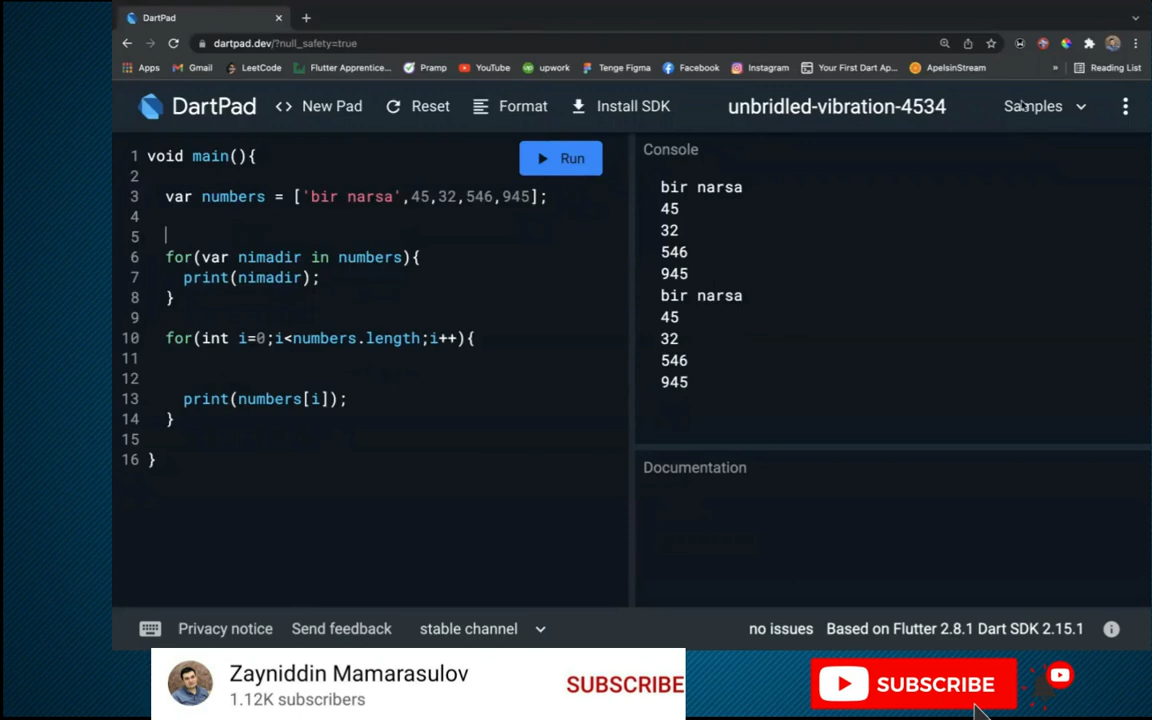 DartPad
dartpad.dev/?null_safety=true
Apps Gmail LeetCode Flutter Apprentice... Pramp YouTube upwork Tenge Figma Facebook Instagram Your First Dart Ap... ApelsinStream » Reading List
DartPad <> New Pad Reset Format Install SDK unbridled-vibration-4534 Samples
Run
1 void main(){
2
3 var numbers = ['bir narsa',45,32,546,945];
4
5
6 for(var nimadir in numbers){
7 print(nimadir);
8 }
9
10 for(int i=0;i<numbers.length;i++){
11
12
13 print(numbers[i]);
14 }
15
16 }
Console
bir narsa
45
32
546
945
bir narsa
45
32
546
945
Documentation
Privacy notice Send feedback stable channel no issues Based on Flutter 2.8.1 Dart SDK 2.15.1
Zayniddin Mamarasulov
1.12K subscribers
SUBSCRIBE
SUBSCRIBE